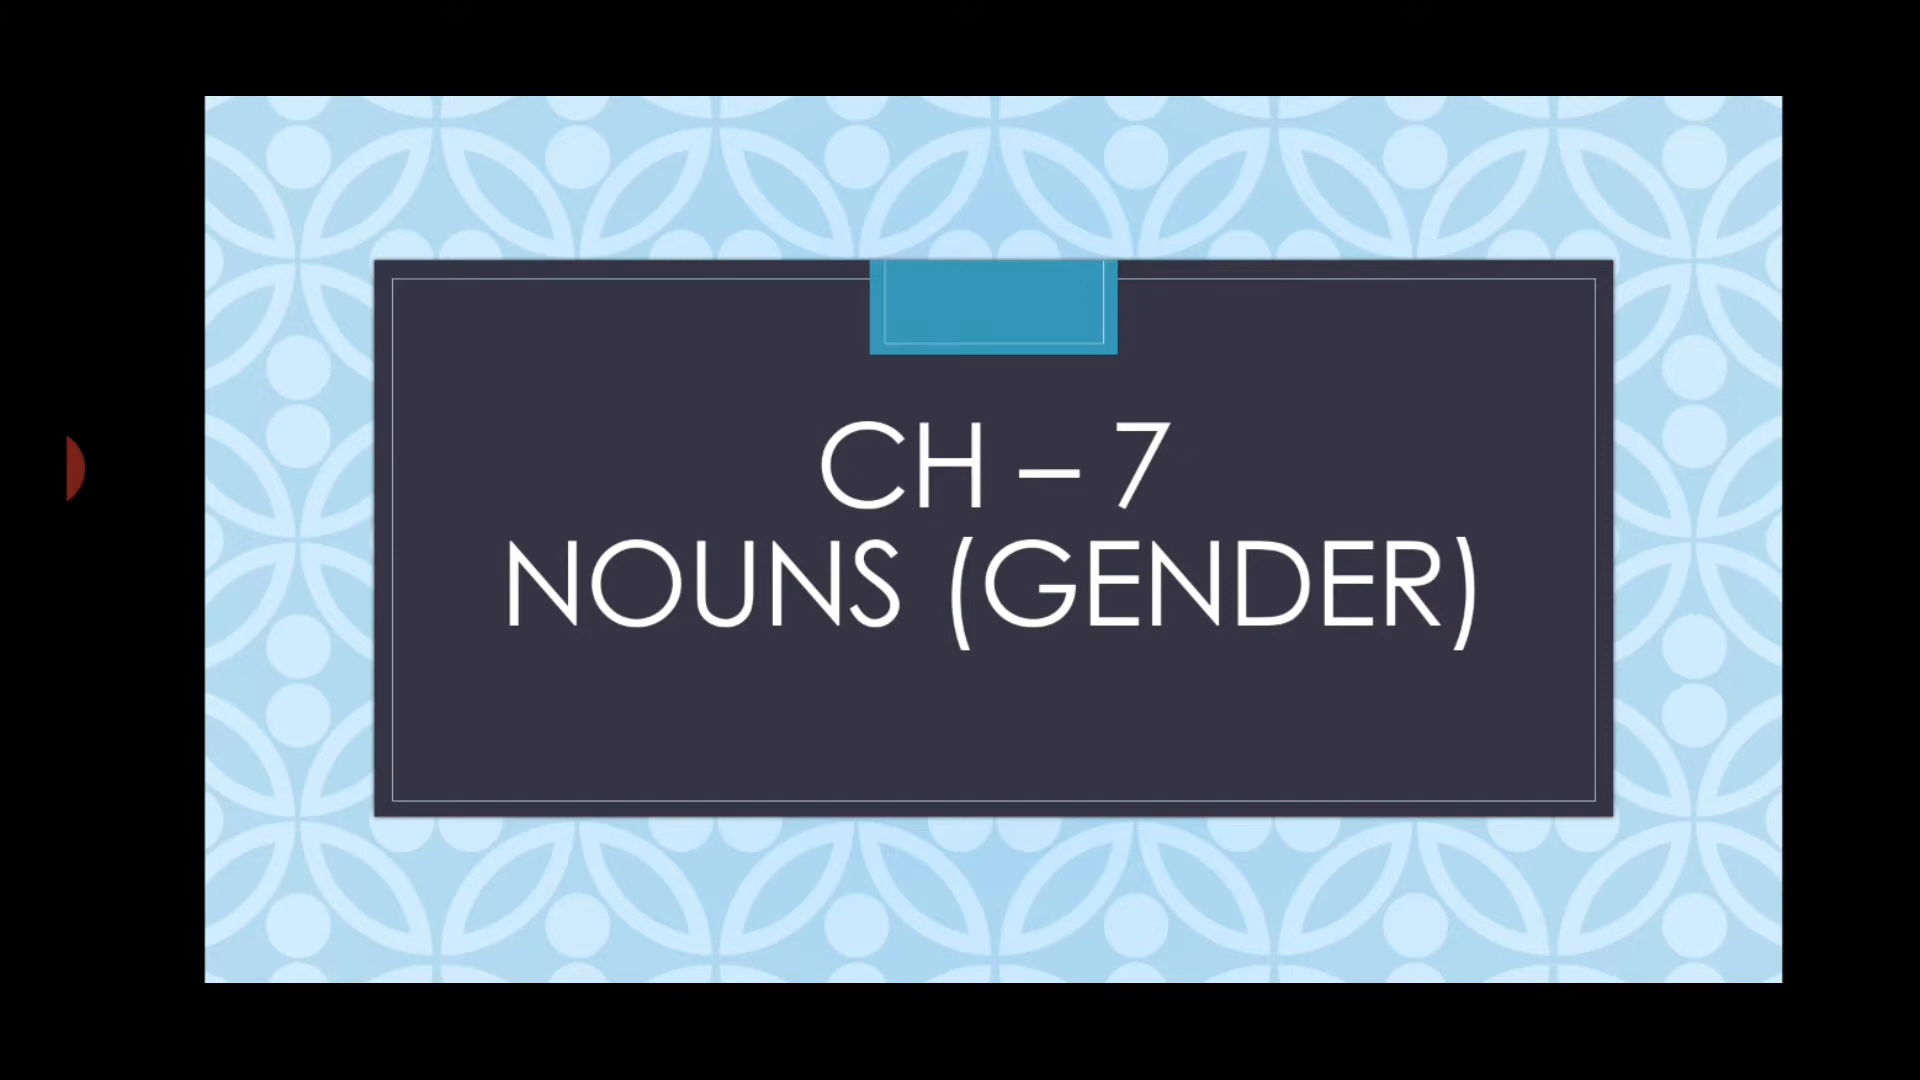 CH – 7
NOUNS (GENDER)